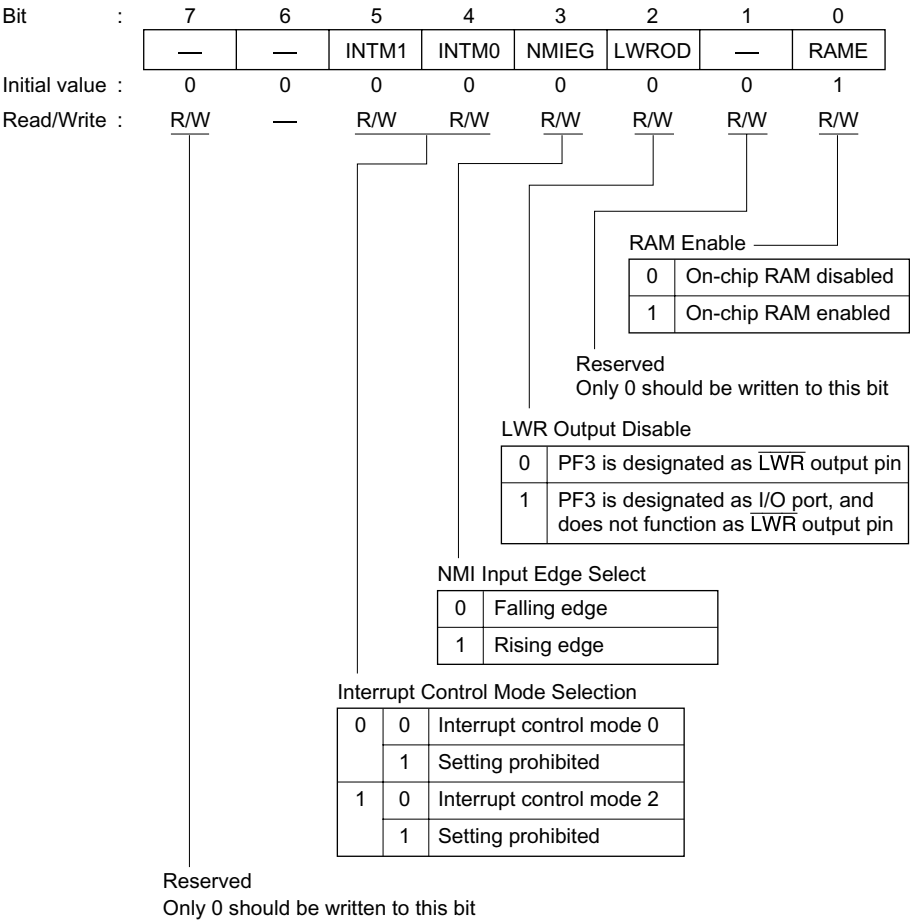 Bit : 7 6 5 4 3 2 1 0
— — INTM1 INTM0 NMIEG LWROD — RAME
Initial value : 0 0 0 0 0 0 0 1
Read/Write : R/W — R/W R/W R/W R/W R/W R/W
RAM Enable
0 On-chip RAM disabled
1 On-chip RAM enabled
Reserved
Only 0 should be written to this bit
LWR Output Disable
0 PF3 is designated as L̅W̅R̅ output pin
1 PF3 is designated as I/O port, and
does not function as L̅W̅R̅ output pin
NMI Input Edge Select
0 Falling edge
1 Rising edge
Interrupt Control Mode Selection
0 0 Interrupt control mode 0
1 Setting prohibited
1 0 Interrupt control mode 2
1 Setting prohibited
Reserved
Only 0 should be written to this bit